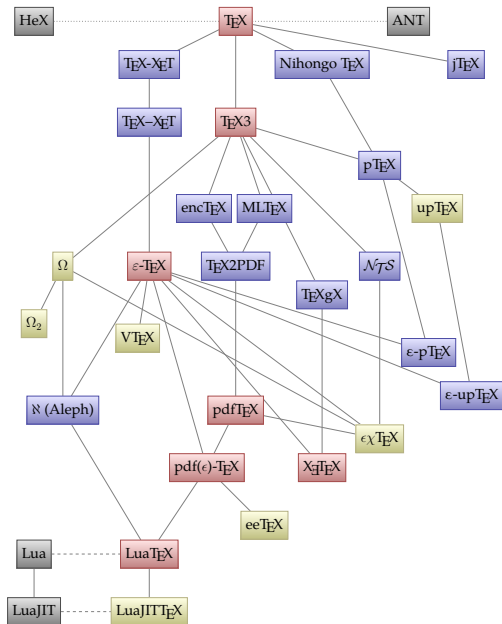 HeX
TEX
ANT
TEX-XET
Nihongo TEX
jTEX
TEX--XET
TEX3
pTEX
encTEX
MLTEX
upTEX
Ω
ε-TEX
TEX2PDF
NTS
TEXgX
Ω2
VTEX
ε-pTEX
ε-upTEX
ℵ (Aleph)
pdfTEX
ϵχTEX
pdf(ϵ)-TEX
XƎTEX
eeTEX
Lua
LuaTEX
LuaJIT
LuaJITTEX